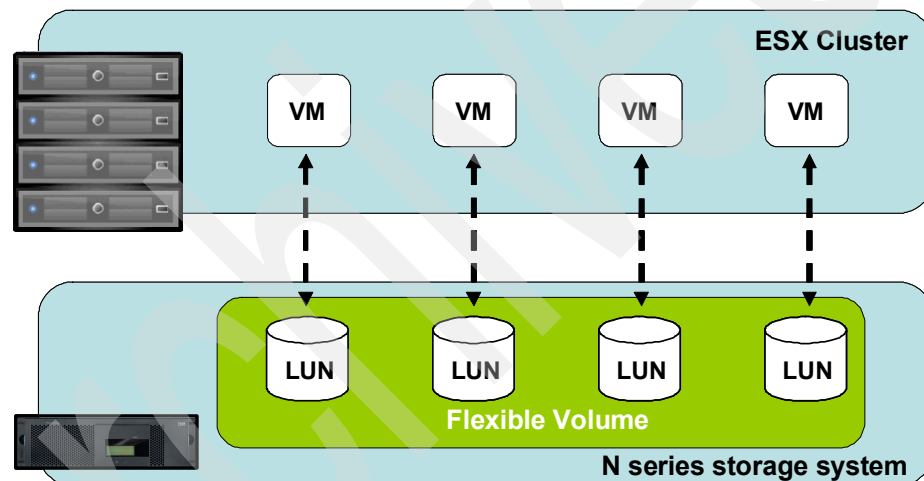 ESX Cluster
VM VM VM VM
LUN LUN LUN LUN
Flexible Volume
N series storage system